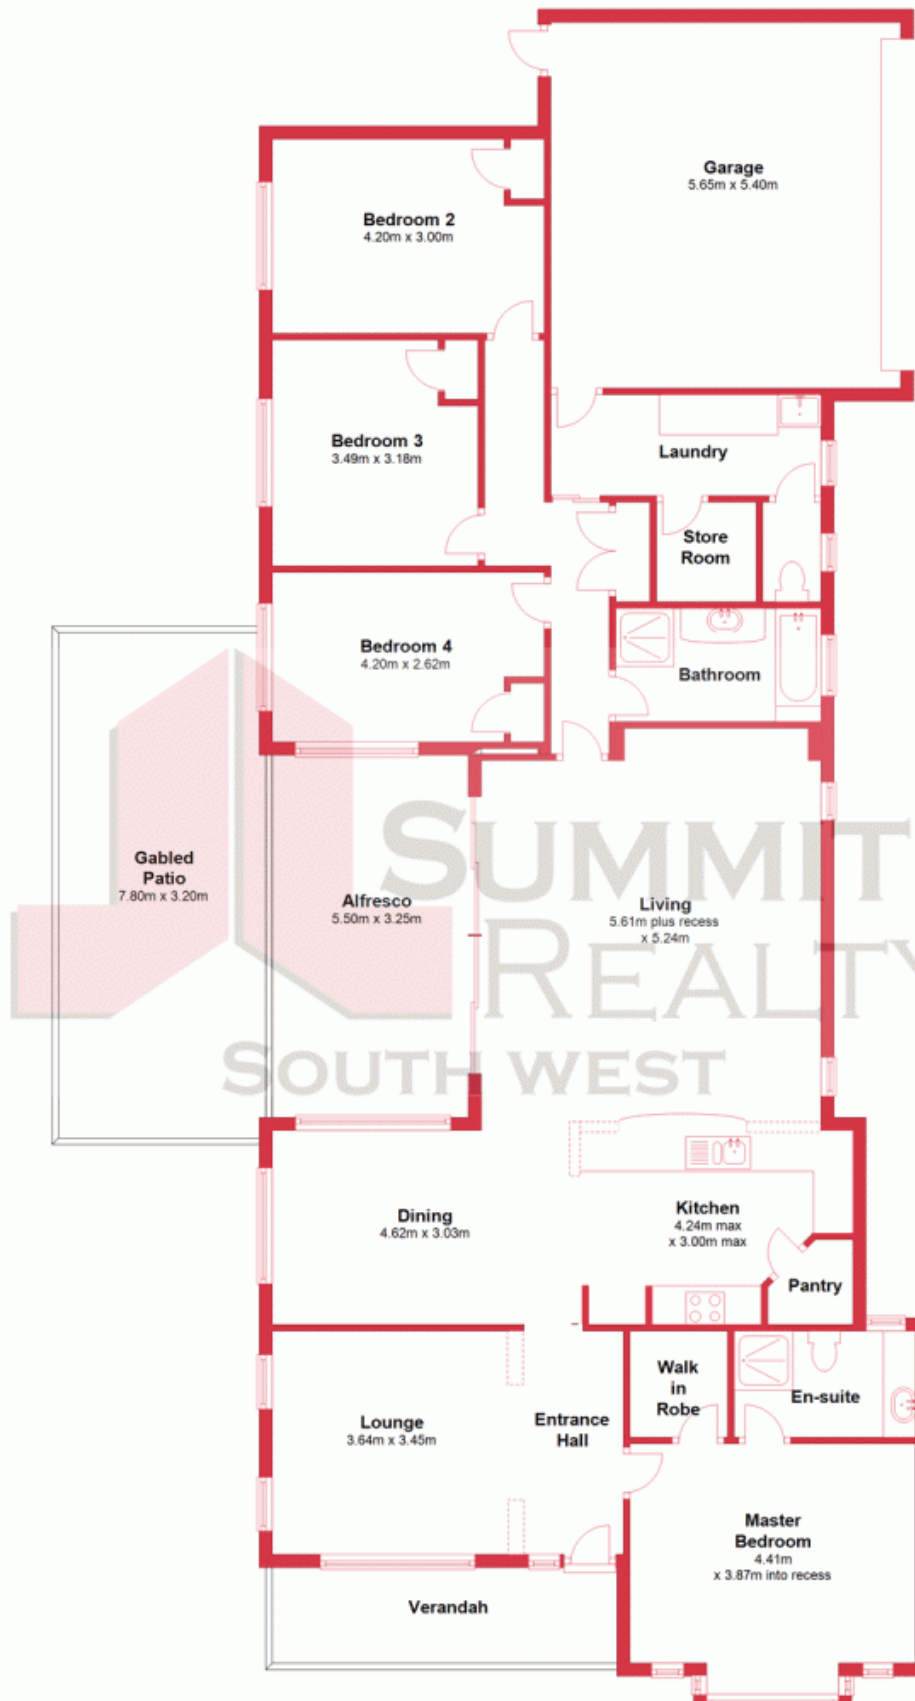 Garage
5.65m x 5.40m
Bedroom 2
4.20m x 3.00m
Bedroom 3
3.49m x 3.18m
Laundry
Store
Room
Bedroom 4
4.20m x 2.62m
Bathroom
Gabled
Patio
7.80m x 3.20m
Alfresco
5.50m x 3.25m
Living
5.61m plus recess
x 5.24m
SUMMIT
REALTY
SOUTH WEST
Dining
4.62m x 3.03m
Kitchen
4.24m max
x 3.00m max
Pantry
Walk
in
Robe
En-suite
Lounge
3.64m x 3.45m
Entrance
Hall
Master
Bedroom
4.41m
x 3.87m into recess
Verandah